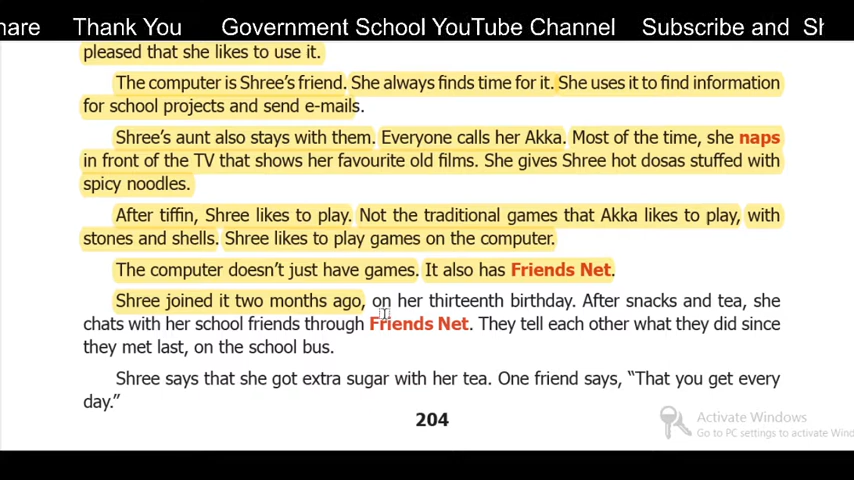 hare Thank You Government School YouTube Channel Subscribe and Sh
pleased that she likes to use it.
The computer is Shree's friend. She always finds time for it. She uses it to find information
for school projects and send e-mails.
Shree's aunt also stays with them. Everyone calls her Akka. Most of the time, she naps
in front of the TV that shows her favourite old films. She gives Shree hot dosas stuffed with
spicy noodles.
After tiffin, Shree likes to play. Not the traditional games that Akka likes to play, with
stones and shells. Shree likes to play games on the computer.
The computer doesn't just have games. It also has Friends Net.
Shree joined it two months ago, on her thirteenth birthday. After snacks and tea, she
chats with her school friends through Friends Net. They tell each other what they did since
they met last, on the school bus.
Shree says that she got extra sugar with her tea. One friend says, “That you get every
day.”
204
Activate Windows
Go to PC settings to activate Wind